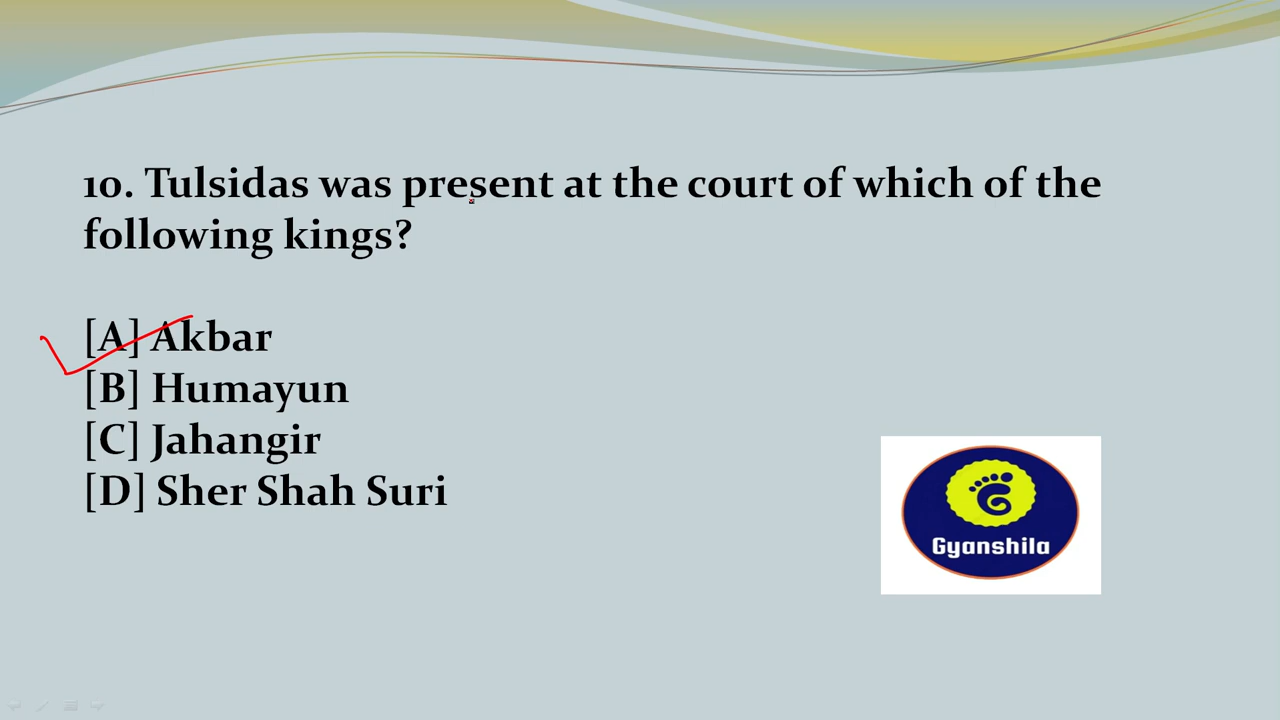 10. Tulsidas was present at the court of which of the
following kings?
[A] Akbar
[B] Humayun
[C] Jahangir
[D] Sher Shah Suri
Gyanshila